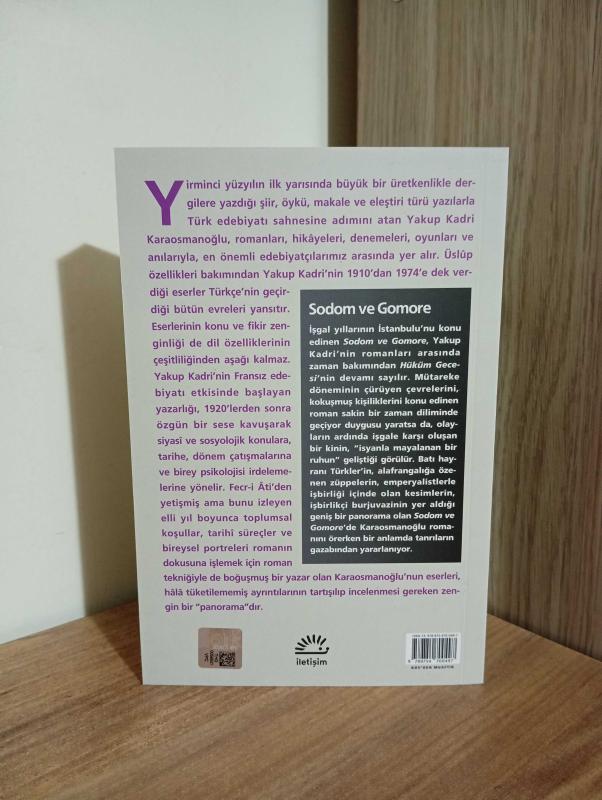 Yirminci yüzyılın ilk yarısında büyük bir üretkenlikle der-
gilere yazdığı şiir, öykü, makale ve eleştiri türü yazılarla
Türk edebiyatı sahnesine adımını atan Yakup Kadri
Karaosmanoğlu, romanları, hikâyeleri, denemeleri, oyunları ve
anılarıyla, en önemli edebiyatçılarımız arasında yer alır. Üslûp
özellikleri bakımından Yakup Kadri'nin 1910'dan 1974'e dek ver-
diği eserler Türkçe'nin geçir-
diği bütün evreleri yansıtır.
Eserlerinin konu ve fikir zen-
ginliği de dil özelliklerinin
çeşitliliğinden aşağı kalmaz.
Yakup Kadri'nin Fransız ede-
biyatı etkisinde başlayan
yazarlığı, 1920'lerden sonra
özgün bir sese kavuşarak
siyasi ve sosyolojik konulara,
tarihe, dönem çatışmalarına
ve birey psikolojisi irdeleme-
lerine yönelir. Fecr-i Âti'den
yetişmiş ama bunu izleyen
elli yıl boyunca toplumsal
koşullar, tarihî süreçler ve
bireysel portreleri romanın
dokusuna işlemek için roman
tekniğiyle de boğuşmuş bir yazar olan Karaosmanoğlu'nun eserleri,
hâlâ tüketilememiş ayrıntılarının tartışılıp incelenmesi gereken zen-
gin bir "panorama"dır.
Sodom ve Gomore
İşgal yıllarının İstanbulu'nu konu
edinen Sodom ve Gomore, Yakup
Kadri'nin romanları arasında
zaman bakımından Hüküm Gece-
si'nin devamı sayılır. Mütareke
döneminin çürüyen çevrelerini,
kokuşmuş kişiliklerini konu edinen
roman sakin bir zaman diliminde
geçiyor duygusu yaratsa da, olay-
ların ardında işgale karşı oluşan
bir kinin, "isyanla mayalanan bir
ruhun" geliştiği görülür. Batı hay-
ranı Türkler'in, alafrangalığa öze-
nen züppelerin, emperyalistlerle
işbirliği içinde olan kesimlerin,
işbirlikçi burjuvazinin yer aldığı
geniş bir panorama olan Sodom ve
Gomore'de Karaosmanoğlu roma-
nını örerken bir anlamda tanrıların
gazabından yararlanıyor.
iletişim